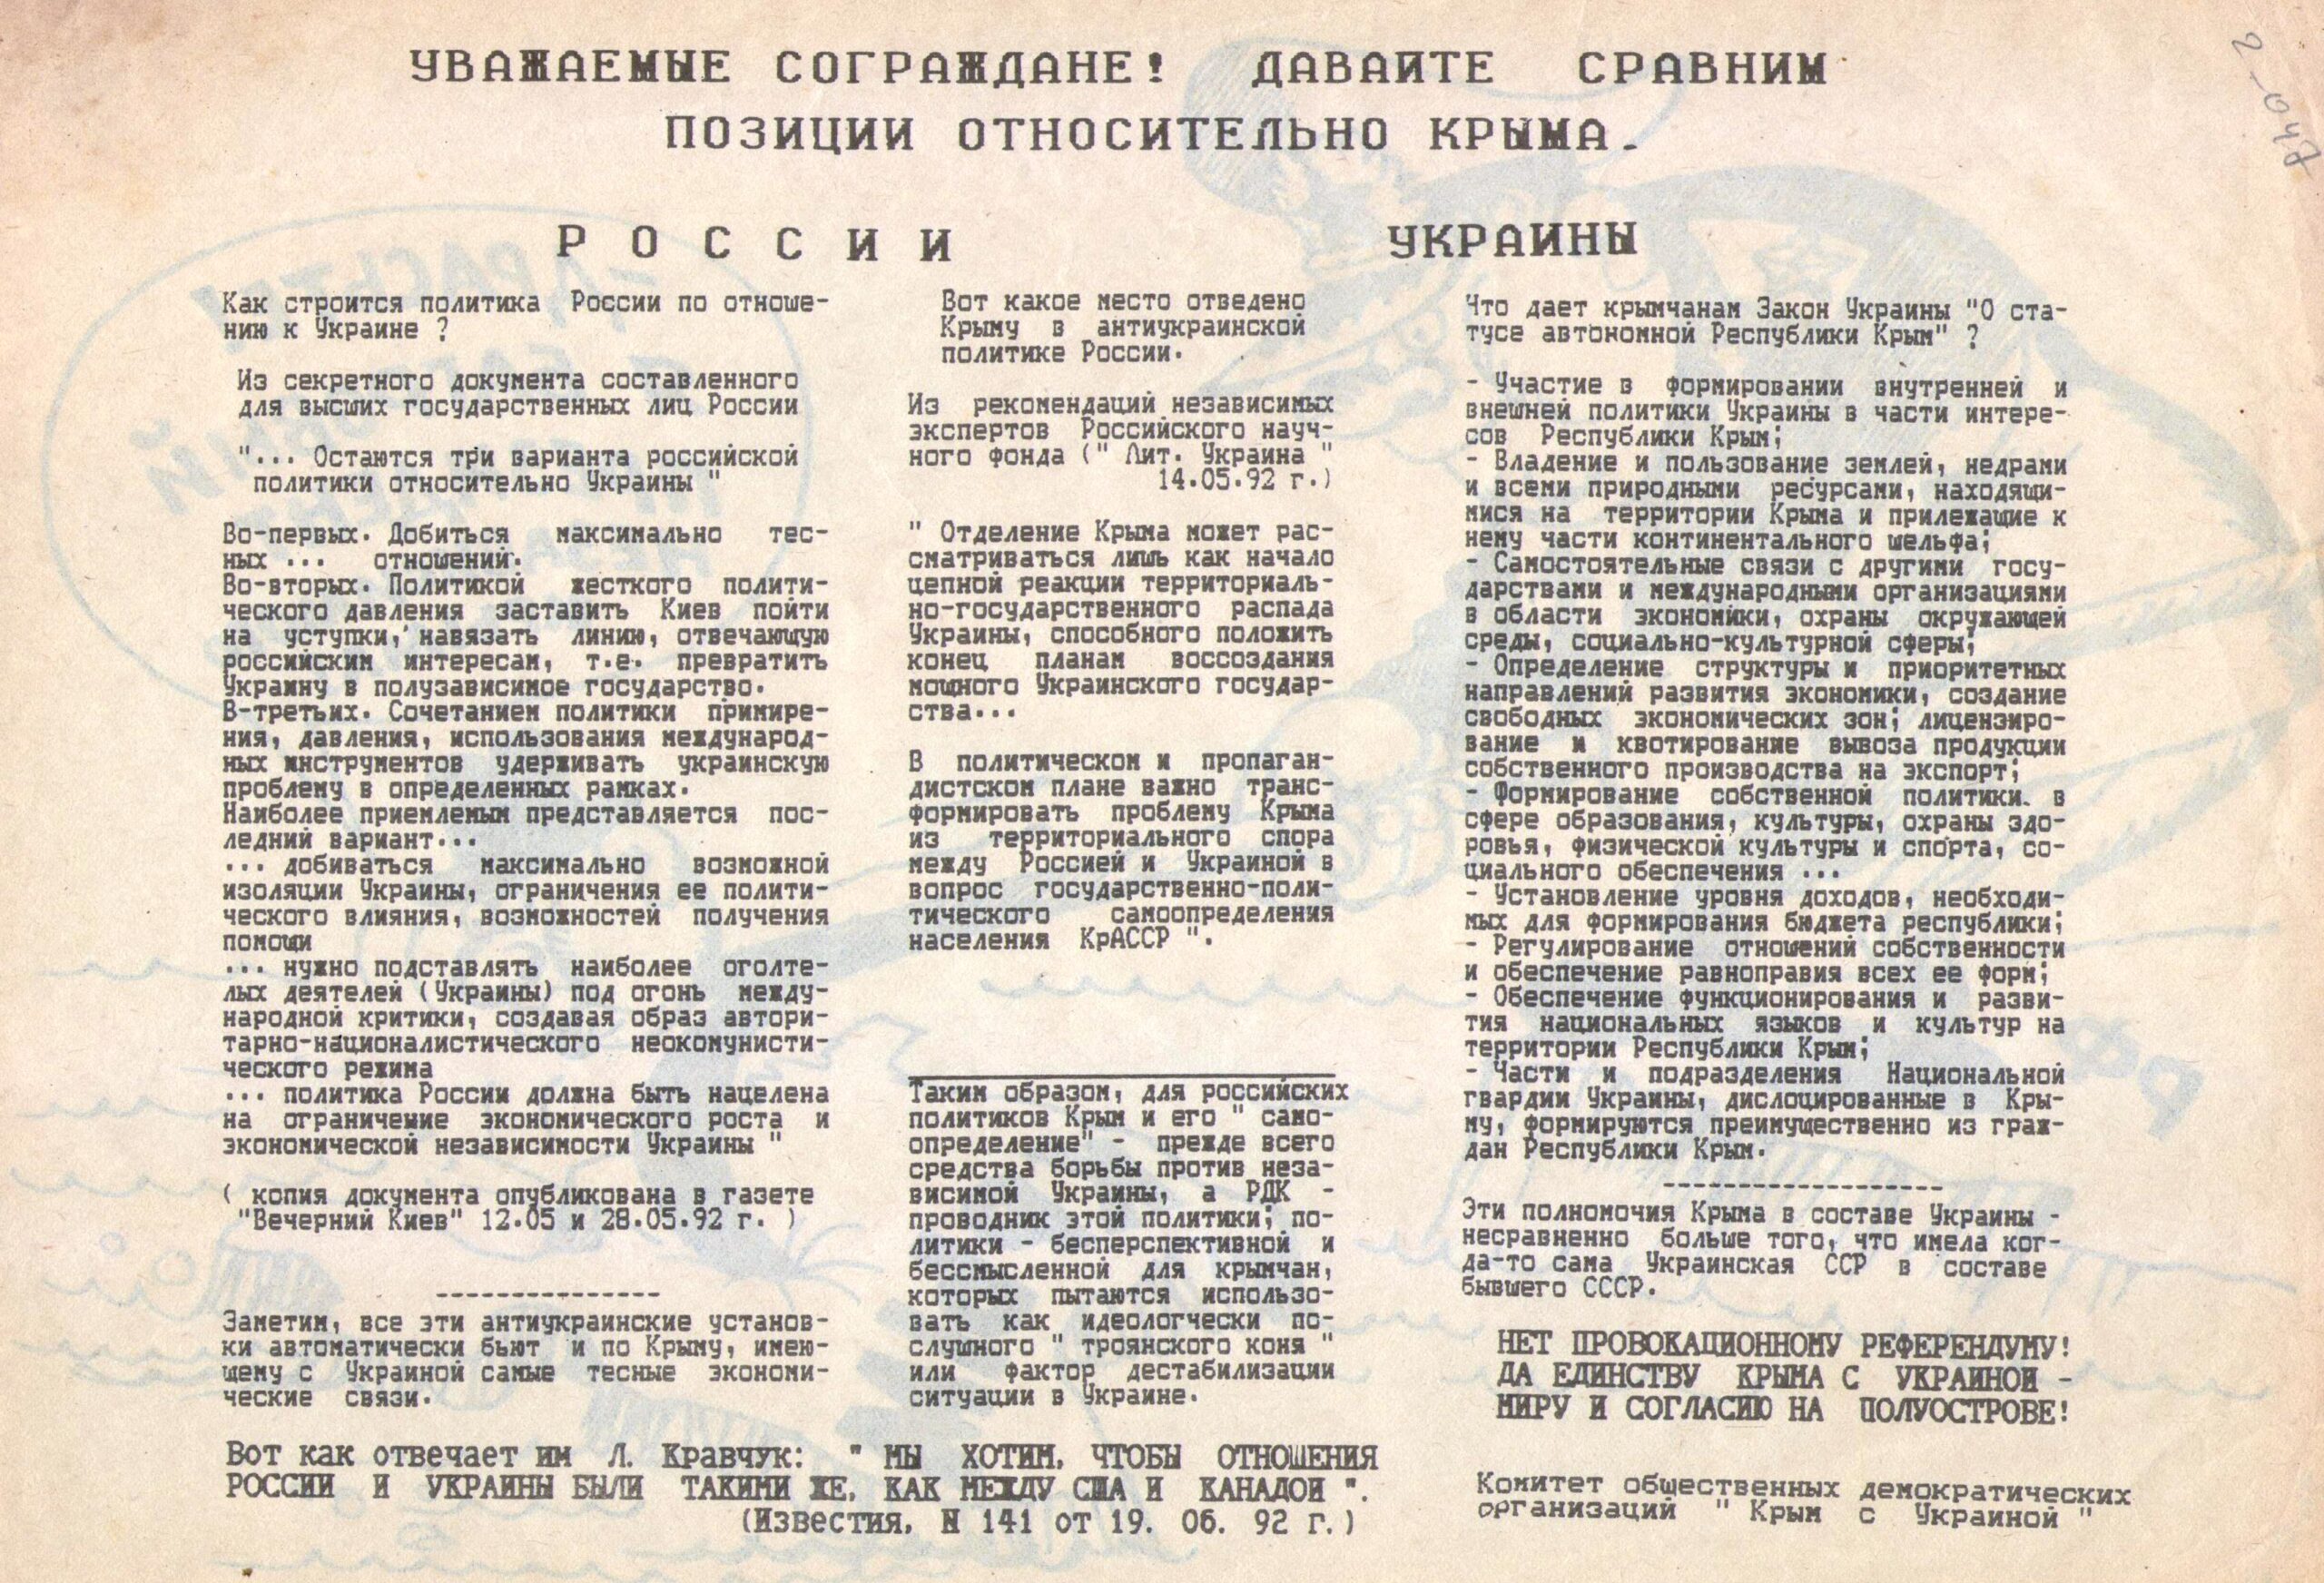 УВАЖАЕМЫЕ СОГРАЖДАНЕ! ДАВАИТЕ СРАВНИМ
ПОЗИЦИИ ОТНОСИТЕЛЬНО КРЫМА.
РОССИИ
Как строится политика России по отноше-
нию к Украине ?
Из секретного документа составленного
для высших государственных лиц России
"... Остаются три варианта российской
политики относительно Украины "
Во-первых. Добиться максимально тес-
ных ... отношений.
Во-вторых. Политикой жесткого полити-
ческого давления заставить Киев пойти
на уступки, навязать линию, отвечающую
российским интересам, т.е. превратить
Украину в полузависимое государство.
В-третьих. Сочетанием политики примире-
ния, давления, использования международ-
ных инструментов удерживать украинскую
проблему в определенных рамках.
Наиболее приемлемым представляется пос-
ледний вариант...
... добиваться максимально возможной
изоляции Украины, ограничения ее полити-
ческого влияния, возможностей получения
помощи
... нужно подставлять наиболее оголте-
лых деятелей (Украины) под огонь между-
народной критики, создавая образ автори-
тарно-националистического неокомунисти-
ческого режима
... политика России должна быть нацелена
на ограничение экономического роста и
экономической независимости Украины "
( копия документа опубликована в газете
"Вечерний Киев" 12.05 и 28.05.92 г. )
---------------
Заметим, все эти антиукраинские установ-
ки автоматически бьют и по Крыму, имею-
щему с Украиной самые тесные экономи-
ческие связи.
Вот какое место отведено
Крыму в антиукраинской
политике России.
Из рекомендаций независимых
экспертов Российского науч-
ного фонда (" Лит. Украина "
14.05.92 г.)
" Отделение Крыма может рас-
сматриваться лишь как начало
цепной реакции территориаль-
но-государственного распада
Украины, способного положить
конец планам воссоздания
мощного Украинского государ-
ства...
В политическом и пропаган-
дистском плане важно транс-
формировать проблему Крыма
из территориального спора
между Россией и Украиной в
вопрос государственно-поли-
тического самоопределения
населения КрАССР ".
Таким образом, для российских
политиков Крым и его " само-
определение" - прежде всего
средства борьбы против неза-
висимой Украины, а РДК -
проводник этой политики; по-
литики - бесперспективной и
бессмысленной для крымчан,
которых пытаются использо-
вать как идеологчески по-
слушного " троянского коня "
или фактор дестабилизации
ситуации в Украине.
Вот как отвечает им Л. Кравчук: " МЫ ХОТИМ, ЧТОБЫ ОТНОШЕНИЯ
РОССИИ И УКРАИНЫ БЫЛИ ТАКИМИ ЖЕ, КАК МЕЖДУ США И КАНАДОИ ".
(Известия, N 141 от 19. 06. 92 г.)
УКРАИНЫ
Что дает крымчанам Закон Украины "О ста-
тусе автономной Республики Крым" ?
- Участие в формировании внутренней и
внешней политики Украины в части интере-
сов Республики Крым;
- Владение и пользование землей, недрами
и всеми природными ресурсами, находящи-
мися на территории Крыма и прилежащие к
нему части континентального шельфа;
- Самостоятельные связи с другими госу-
дарствами и международными организациями
в области экономики, охраны окружающей
среды, социально-культурной сферы;
- Определение структуры и приоритетных
направлений развития экономики, создание
свободных экономических зон; лицензиро-
вание и квотирование вывоза продукции
собственного производства на экспорт;
- Формирование собственной политики. в
сфере образования, культуры, охраны здо-
ровья, физической культуры и спорта, со-
циального обеспечения ...
- Установление уровня доходов, необходи-
мых для формирования бюджета республики;
- Регулирование отношений собственности
и обеспечение равноправия всех ее форм;
- Обеспечение функционирования и разви-
тия национальных языков и культур на
территории Республики Крым;
- Части и подразделения Национальной
гвардии Украины, дислоцированные в Кры-
му, формируются преимущественно из граж-
дан Республики Крым.
-------------------
Эти полномочия Крыма в составе Украины -
несравненно больше того, что имела ког-
да-то сама Украинская ССР в составе
бывшего СССР.
НЕТ ПРОВОКАЦИОННОМУ РЕФЕРЕНДУМУ!
ДА ЕДИНСТВУ КРЫМА С УКРАИНОИ -
МИРУ И СОГЛАСИЮ НА ПОЛУОСТРОВЕ!
Комитет общественных демократических
организаций " Крым с Украиной "